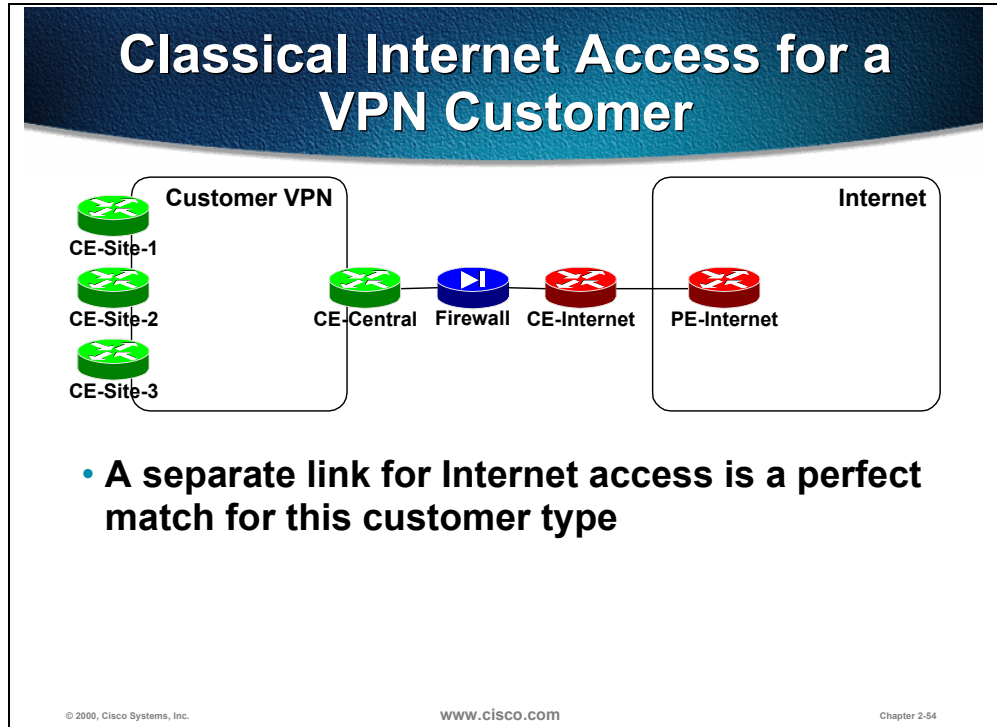 Classical Internet Access for a
VPN Customer
Customer VPN
Internet
CE-Site-1
CE-Site-2
CE-Site-3
CE-Central
Firewall
CE-Internet
PE-Internet
• A separate link for Internet access is a perfect
match for this customer type
© 2000, Cisco Systems, Inc.
www.cisco.com
Chapter 2-54